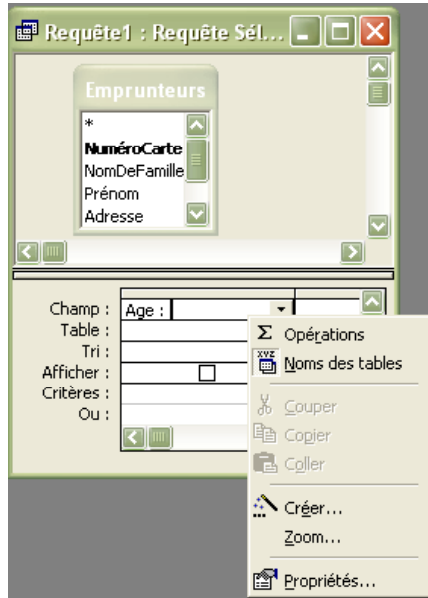 Requête1 : Requête Sél...
Emprunteurs
*
NuméroCarte
NomDeFamille
Prénom
Adresse
Champ : Age :
Table :
Tri :
Afficher :
Critères :
Ou :
Σ Opérations
XYZ Noms des tables
Couper
Copier
Coller
Créer...
Zoom...
Propriétés...